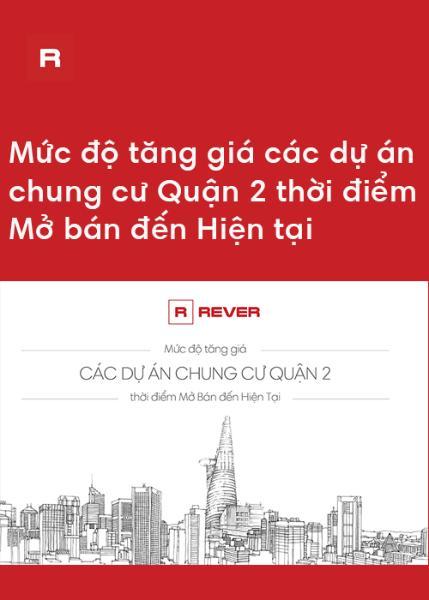 R
Mức độ tăng giá các dự án
chung cư Quận 2 thời điểm
Mở bán đến Hiện tại
R REVER
Mức độ tăng giá
CÁC DỰ ÁN CHUNG CƯ QUẬN 2
thời điểm Mở Bán đến Hiện Tại